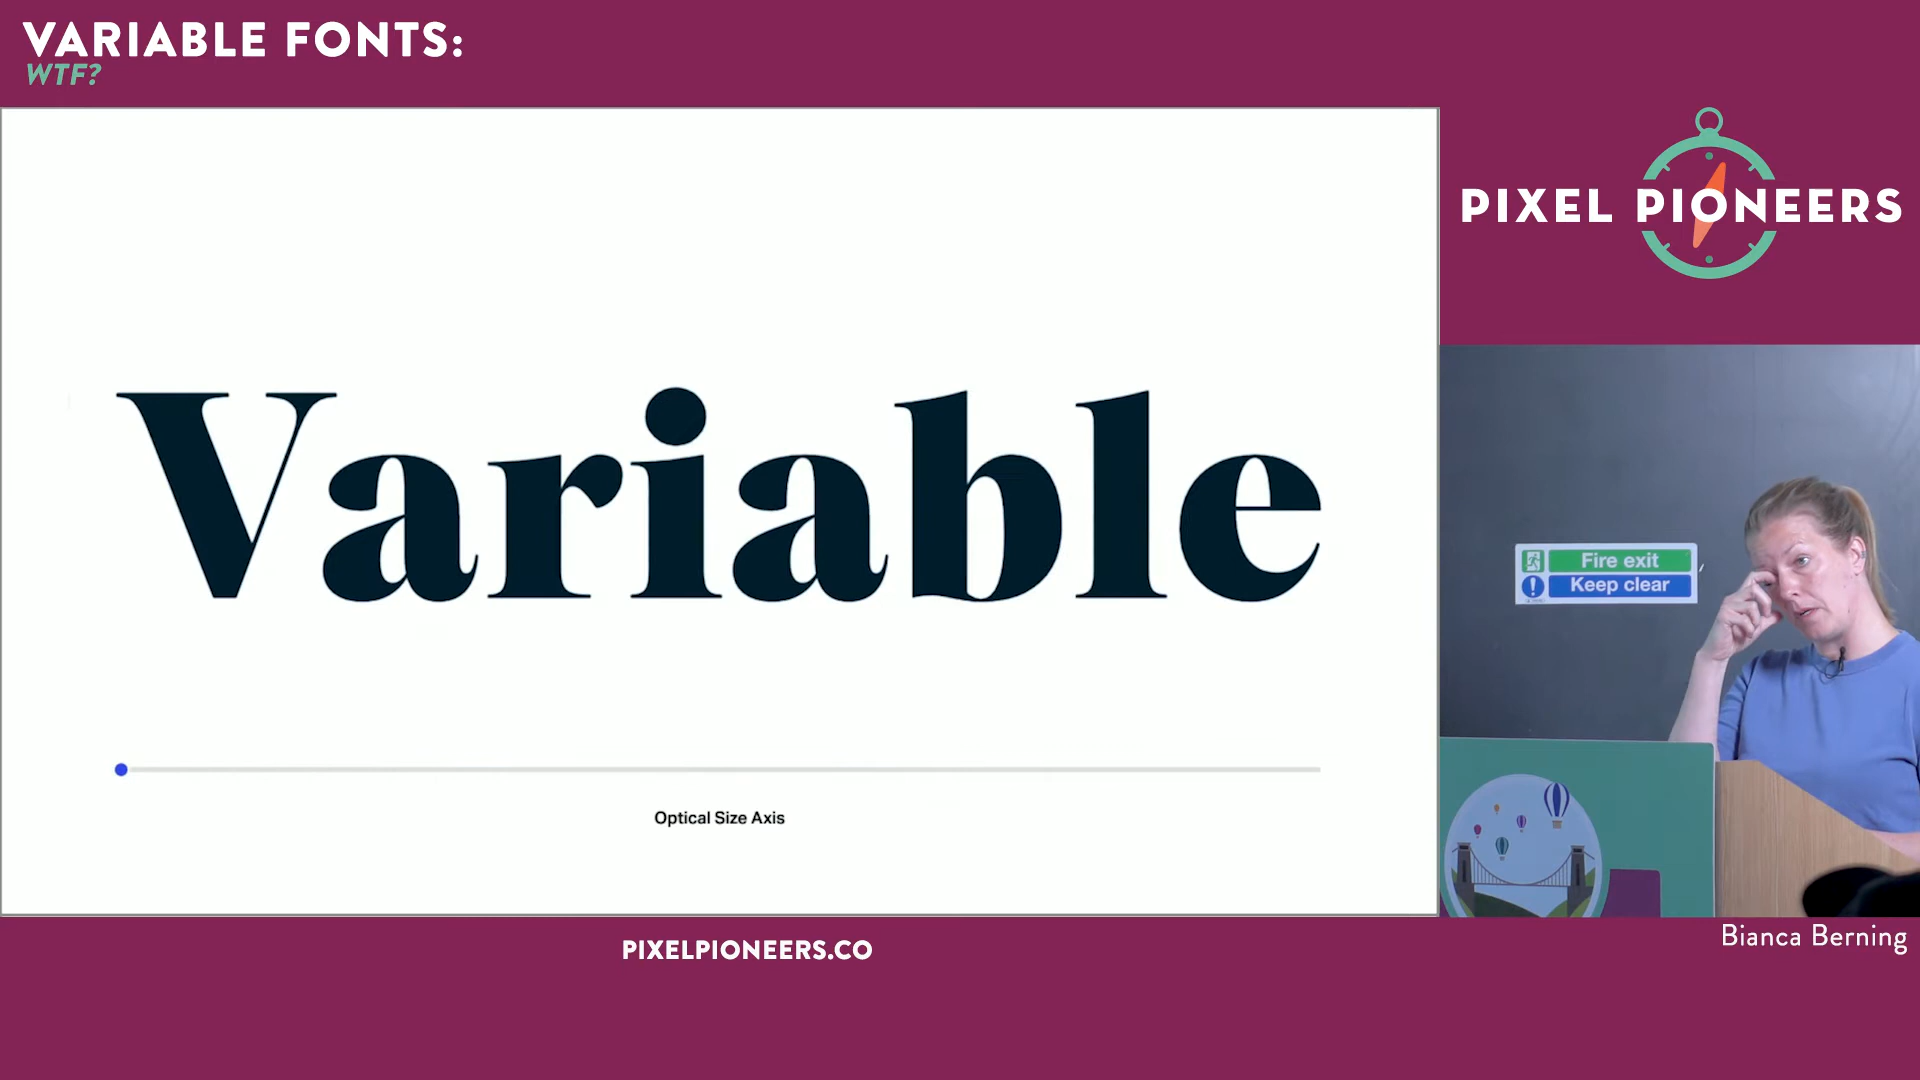 VARIABLE FONTS:
WTF?
PIXEL PIONEERS
Variable
Optical Size Axis
Fire exit
Keep clear
Bianca Berning
PIXELPIONEERS.CO